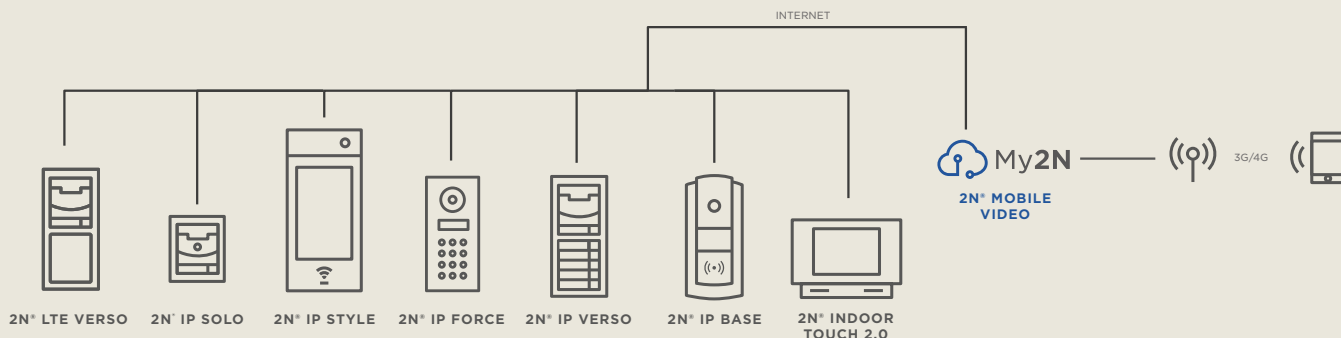 INTERNET
My2N
3G/4G
2N® MOBILE
VIDEO
2N® LTE VERSO
2N® IP SOLO
2N® IP STYLE
2N® IP FORCE
2N® IP VERSO
2N® IP BASE
2N® INDOOR
TOUCH 2.0